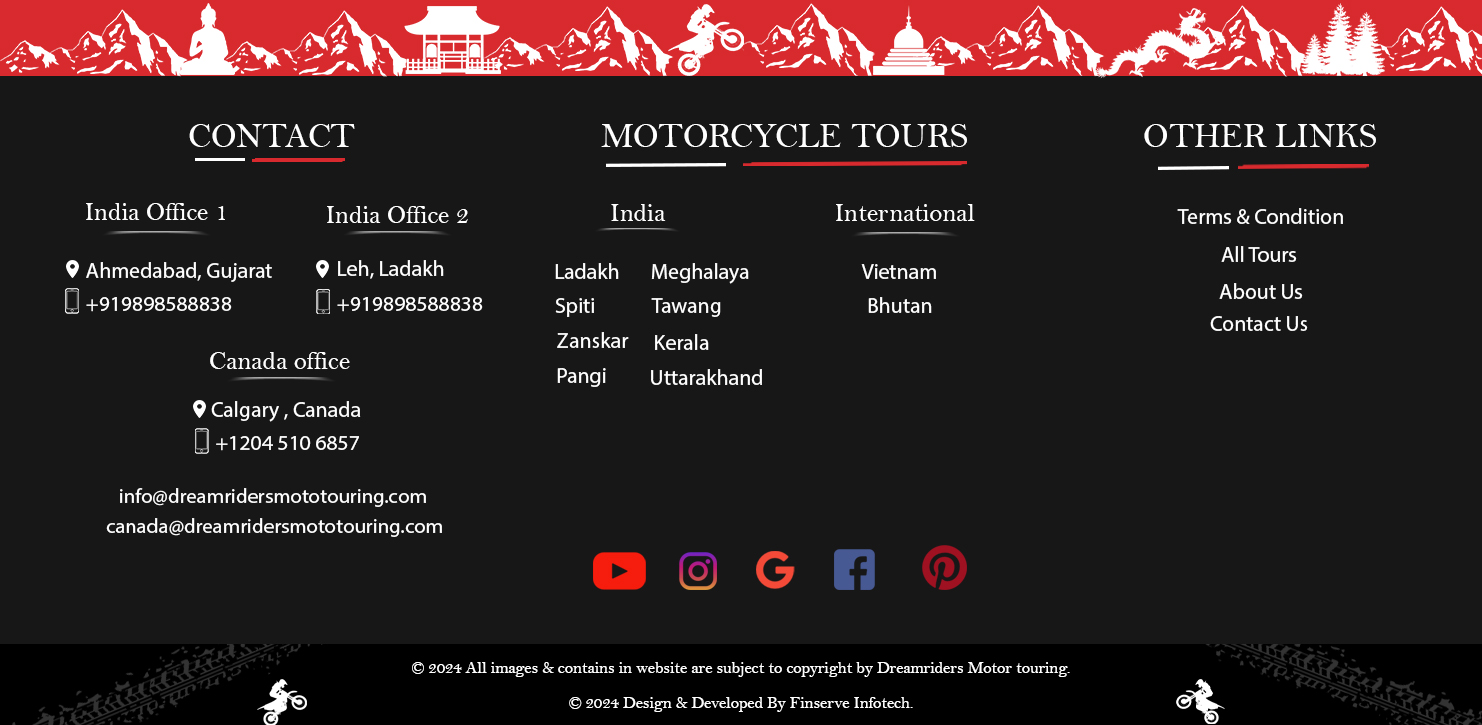 CONTACT
India Office 1
Ahmedabad, Gujarat
+919898588838
India Office 2
Leh, Ladakh
+919898588838
Canada office
Calgary , Canada
+1204 510 6857
info@dreamridersmototouring.com
canada@dreamridersmototouring.com
MOTORCYCLE TOURS
India
Ladakh
Spiti
Zanskar
Pangi
Meghalaya
Tawang
Kerala
Uttarakhand
International
Vietnam
Bhutan
OTHER LINKS
Terms & Condition
All Tours
About Us
Contact Us
© 2024 All images & contains in website are subject to copyright by Dreamriders Motor touring.
© 2024 Design & Developed By Finserve Infotech.